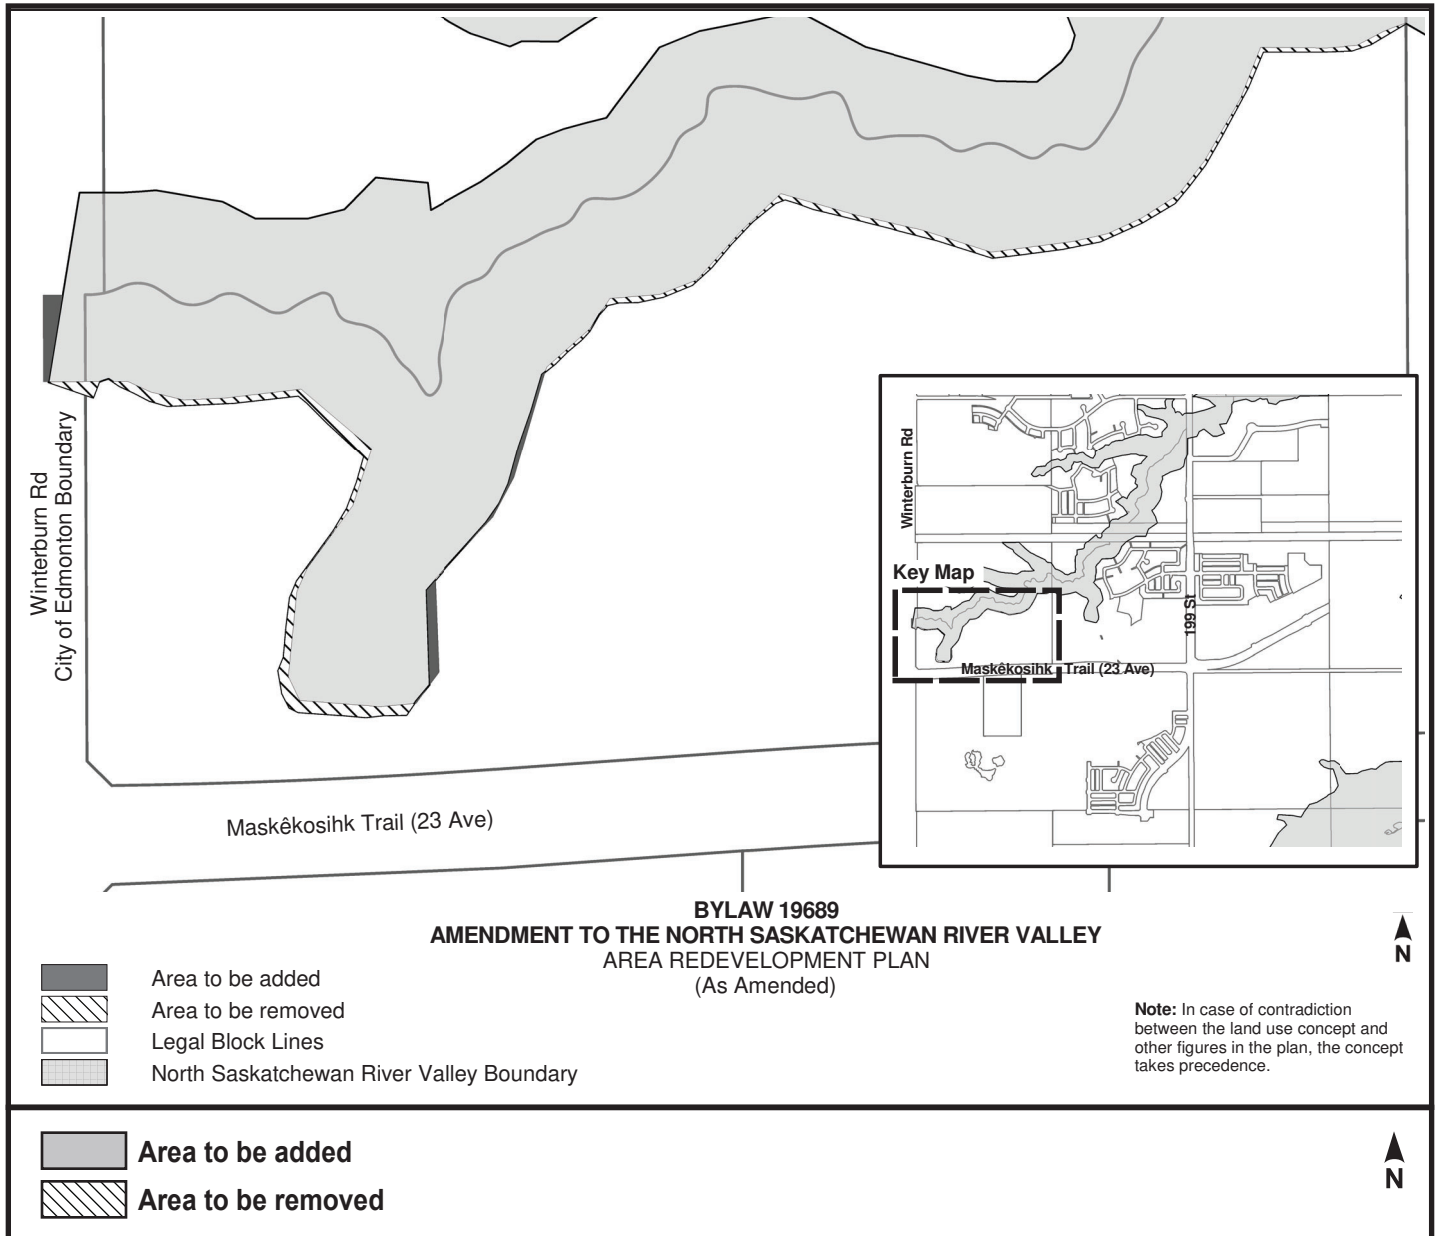 Winterburn Rd
City of Edmonton Boundary
Maskêkosihk Trail (23 Ave)
Winterburn Rd
Key Map
199 St
Maskêkosihk Trail (23 Ave)
BYLAW 19689
AMENDMENT TO THE NORTH SASKATCHEWAN RIVER VALLEY
AREA REDEVELOPMENT PLAN
(As Amended)
N
Area to be added
Area to be removed
Legal Block Lines
North Saskatchewan River Valley Boundary
Note: In case of contradiction
between the land use concept and
other figures in the plan, the concept
takes precedence.
Area to be added
Area to be removed
N